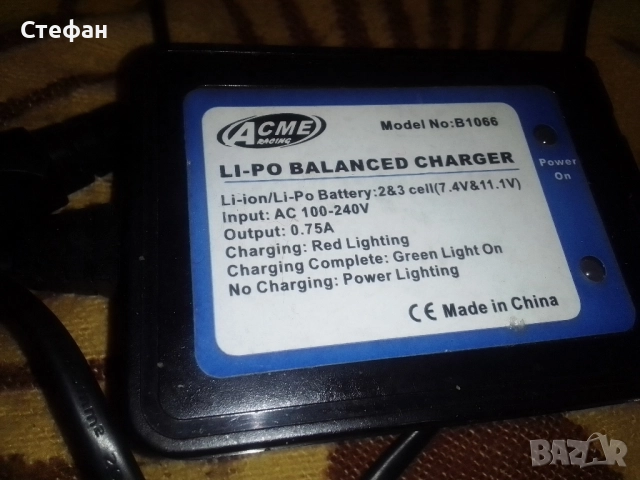 Стефан
ACME
RACING
Model No:B1066
LI-PO BALANCED CHARGER
Li-ion/Li-Po Battery:2&3 cell(7.4V&11.1V)
Input: AC 100-240V
Output: 0.75A
Charging: Red Lighting
Charging Complete: Green Light On
No Charging: Power Lighting
CE Made in China
Power
On
BAZAR